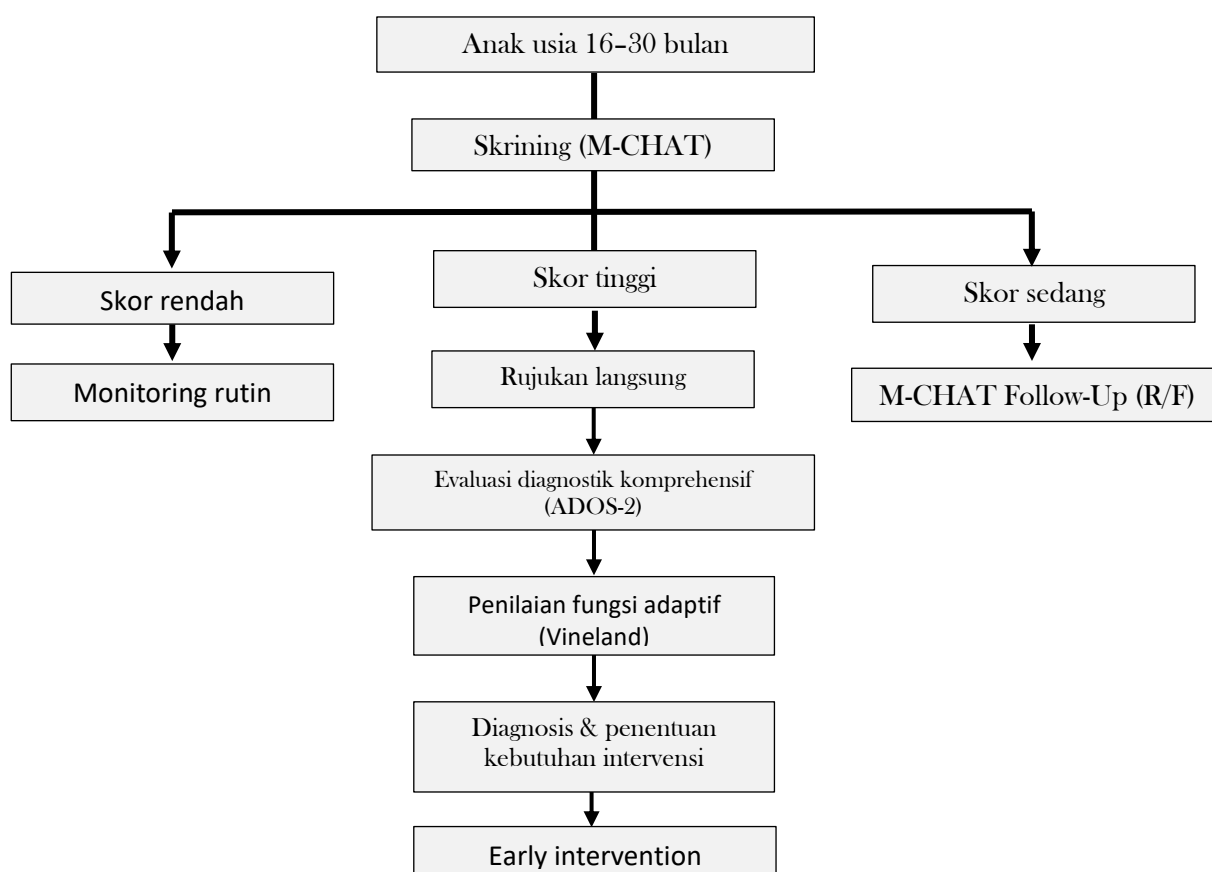 Anak usia 16–30 bulan
Skrining (M-CHAT)
Skor rendah
Skor tinggi
Skor sedang
Monitoring rutin
Rujukan langsung
M-CHAT Follow-Up (R/F)
Evaluasi diagnostik komprehensif
(ADOS-2)
Penilaian fungsi adaptif
(Vineland)
Diagnosis & penentuan
kebutuhan intervensi
Early intervention